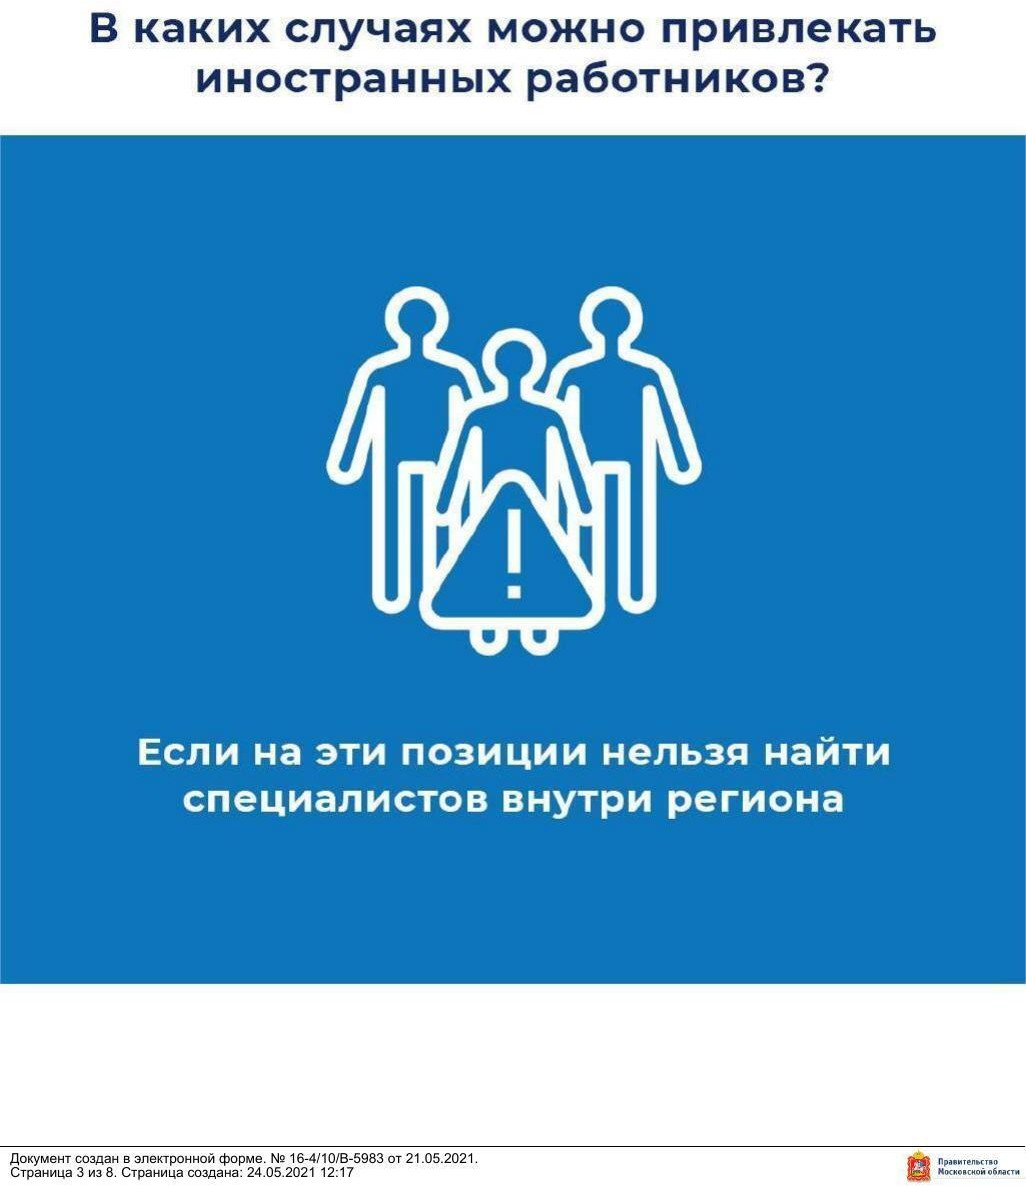 В каких случаях можно привлекать
иностранных работников?
Если на эти позиции нельзя найти
специалистов внутри региона
Документ создан в электронной форме. № 16-4/10/В-5983 от 21.05.2021.
Страница 3 из 8. Страница создана: 24.05.2021 12:17
Правительство
Московской области